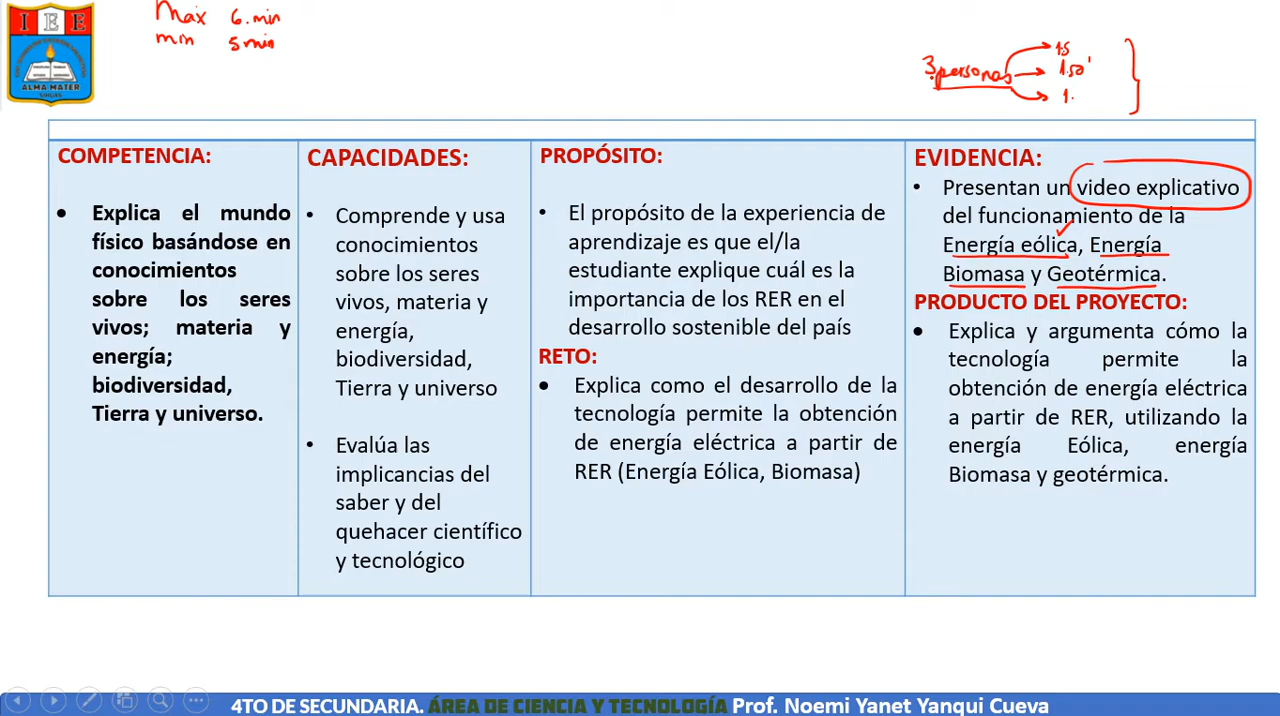 I E E
ALMA MATER
Max 6.min
min 5 min
3 personas
1.5
1.50'
1.
COMPETENCIA:
• Explica el mundo
físico basándose en
conocimientos
sobre los seres
vivos; materia y
energía;
biodiversidad,
Tierra y universo.
CAPACIDADES:
• Comprende y usa
conocimientos
sobre los seres
vivos, materia y
energía,
biodiversidad,
Tierra y universo
• Evalúa las
implicancias del
saber y del
quehacer científico
y tecnológico
PROPÓSITO:
• El propósito de la experiencia de
aprendizaje es que el/la
estudiante explique cuál es la
importancia de los RER en el
desarrollo sostenible del país
RETO:
• Explica como el desarrollo de la
tecnología permite la obtención
de energía eléctrica a partir de
RER (Energía Eólica, Biomasa)
EVIDENCIA:
• Presentan un video explicativo
del funcionamiento de la
Energía eólica, Energía
Biomasa y Geotérmica.
PRODUCTO DEL PROYECTO:
• Explica y argumenta cómo la
tecnología permite la
obtención de energía eléctrica
a partir de RER, utilizando la
energía Eólica, energía
Biomasa y geotérmica.
4TO DE SECUNDARIA. ÁREA DE CIENCIA Y TECNOLOGÍA Prof. Noemi Yanet Yanqui Cueva